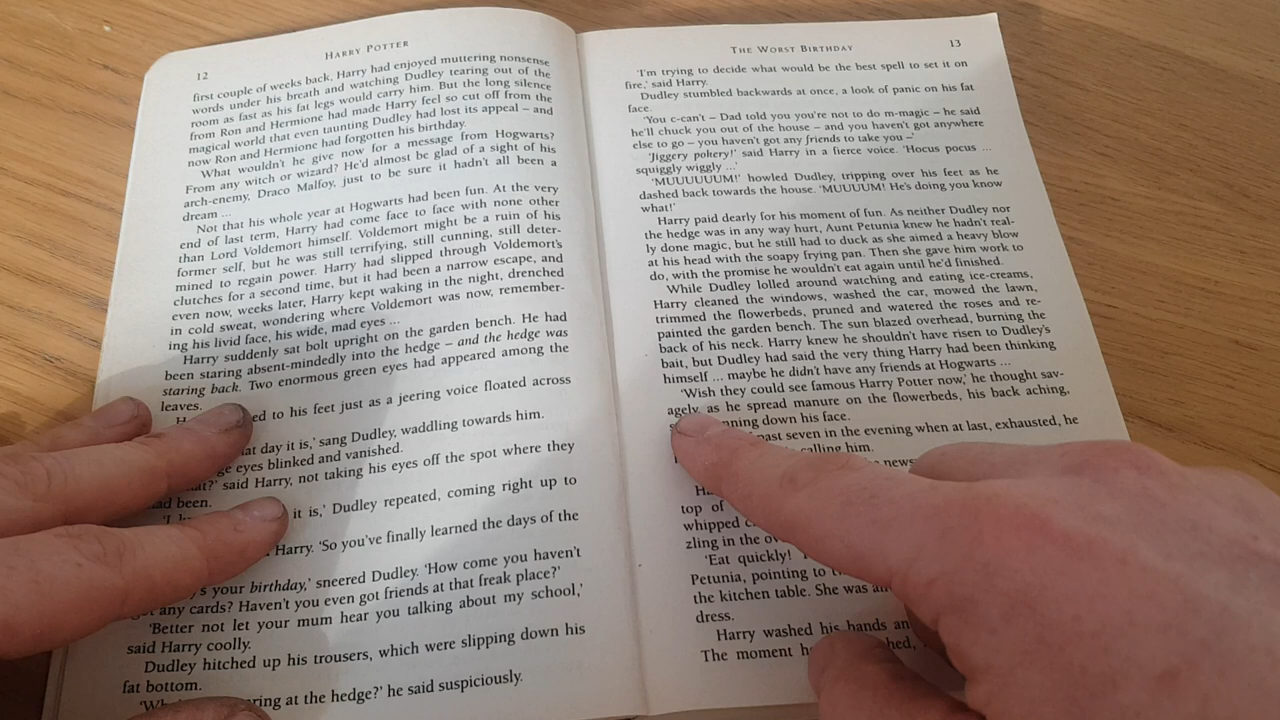 12
HARRY POTTER
first couple of weeks back, Harry had enjoyed muttering nonsense
words under his breath and watching Dudley tearing out of the
room as fast as his fat legs would carry him. But the long silence
from Ron and Hermione had made Harry feel so cut off from the
magical world that even taunting Dudley had lost its appeal – and
now Ron and Hermione had forgotten his birthday.
What wouldn't he give now for a message from Hogwarts?
From any witch or wizard? He'd almost be glad of a sight of his
arch-enemy, Draco Malfoy, just to be sure it hadn't all been a
dream ...
Not that his whole year at Hogwarts had been fun. At the very
end of last term, Harry had come face to face with none other
than Lord Voldemort himself. Voldemort might be a ruin of his
former self, but he was still terrifying, still cunning, still deter-
mined to regain power. Harry had slipped through Voldemort's
clutches for a second time, but it had been a narrow escape, and
even now, weeks later, Harry kept waking in the night, drenched
in cold sweat, wondering where Voldemort was now, remember-
ing his livid face, his wide, mad eyes ...
Harry suddenly sat bolt upright on the garden bench. He had
been staring absent-mindedly into the hedge – and the hedge was
staring back. Two enormous green eyes had appeared among the
leaves.
to his feet just as a jeering voice floated across
day it is,' sang Dudley, waddling towards him.
eyes blinked and vanished.
said Harry, not taking his eyes off the spot where they
had been.
it is,' Dudley repeated, coming right up to
Harry. 'So you've finally learned the days of the
your birthday,' sneered Dudley. 'How come you haven't
got any cards? Haven't you even got friends at that freak place?'
'Better not let your mum hear you talking about my school,'
said Harry coolly.
Dudley hitched up his trousers, which were slipping down his
fat bottom.
at the hedge?' he said suspiciously.
THE WORST BIRTHDAY
13
'I'm trying to decide what would be the best spell to set it on
fire,' said Harry.
Dudley stumbled backwards at once, a look of panic on his fat
face.
'You c-can't – Dad told you you're not to do m-magic – he said
he'll chuck you out of the house – and you haven't got anywhere
else to go – you haven't got any friends to take you –'
'Jiggery pokery!' said Harry in a fierce voice. 'Hocus pocus ...
squiggly wiggly ...'
'MUUUUUUM!' howled Dudley, tripping over his feet as he
dashed back towards the house. 'MUUUUM! He's doing you know
what!'
Harry paid dearly for his moment of fun. As neither Dudley nor
the hedge was in any way hurt, Aunt Petunia knew he hadn't real-
ly done magic, but he still had to duck as she aimed a heavy blow
at his head with the soapy frying pan. Then she gave him work to
do, with the promise he wouldn't eat again until he'd finished.
While Dudley lolled around watching and eating ice-creams,
Harry cleaned the windows, washed the car, mowed the lawn,
trimmed the flowerbeds, pruned and watered the roses and re-
painted the garden bench. The sun blazed overhead, burning the
back of his neck. Harry knew he shouldn't have risen to Dudley's
bait, but Dudley had said the very thing Harry had been thinking
himself ... maybe he didn't have any friends at Hogwarts ...
'Wish they could see famous Harry Potter now,' he thought sav-
agely, as he spread manure on the flowerbeds, his back aching,
down his face.
past seven in the evening when at last, exhausted, he
calling him.
top of
whipped
zling in the
'Eat quickly!
Petunia, pointing to
the kitchen table. She was
dress.
Harry washed his hands
The moment